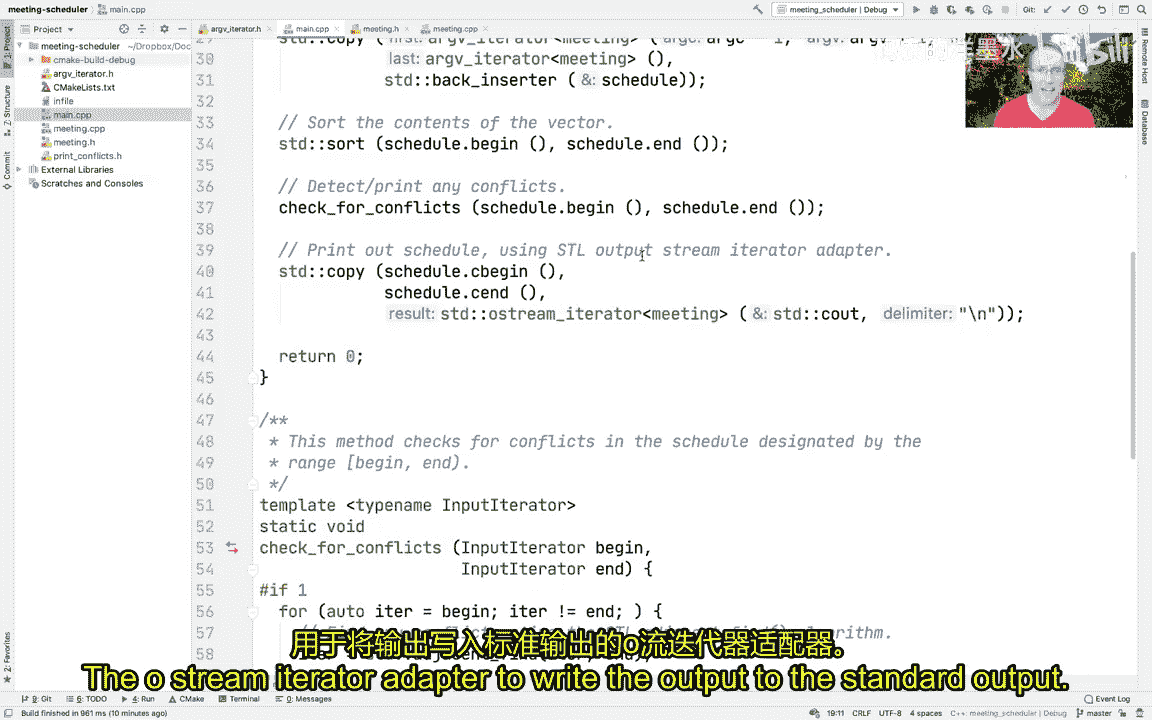 meeting-scheduler main.cpp
meeting_scheduler | Debug
Git:
Project
argv_iterator.h
main.cpp
meeting.h
meeting.cpp
meeting-scheduler ~/Dropbox/Doc
cmake-build-debug
argv_iterator.h
CMakeLists.txt
infile
main.cpp
meeting.cpp
meeting.h
print_conflicts.h
External Libraries
Scratches and Consoles
1: Project
7: Structure
Commit
2: Favorites
Remote Host
Database
30 last: argv_iterator<meeting> (),
31 std::back_inserter ( &: schedule));
32
33 // Sort the contents of the vector.
34 std::sort (schedule.begin (), schedule.end ());
35
36 // Detect/print any conflicts.
37 check_for_conflicts (schedule.begin (), schedule.end ());
38
39 // Print out schedule, using STL output stream iterator adapter.
40 std::copy (schedule.cbegin (),
41 schedule.cend (),
42 result: std::ostream_iterator<meeting> ( &: std::cout, delimiter: "\n"));
43
44 return 0;
45 }
46
47 /**
48 * This method checks for conflicts in the schedule designated by the
49 * range [begin, end).
50 */
51 template <typename InputIterator>
52 static void
53 check_for_conflicts (InputIterator begin,
54 InputIterator end) {
55 #if 1
56 for (auto iter = begin; iter != end; ) {
57
58
用于将输出写入标准输出的o流迭代器适配器。
The o stream iterator adapter to write the output to the standard output.
9: Git 6: TODO 4: Run CMake Terminal 0: Messages Event Log
Build finished in 961 ms (10 minutes ago) 19:11 CRLF UTF-8 4 spaces C++: meeting_scheduler | Debug master